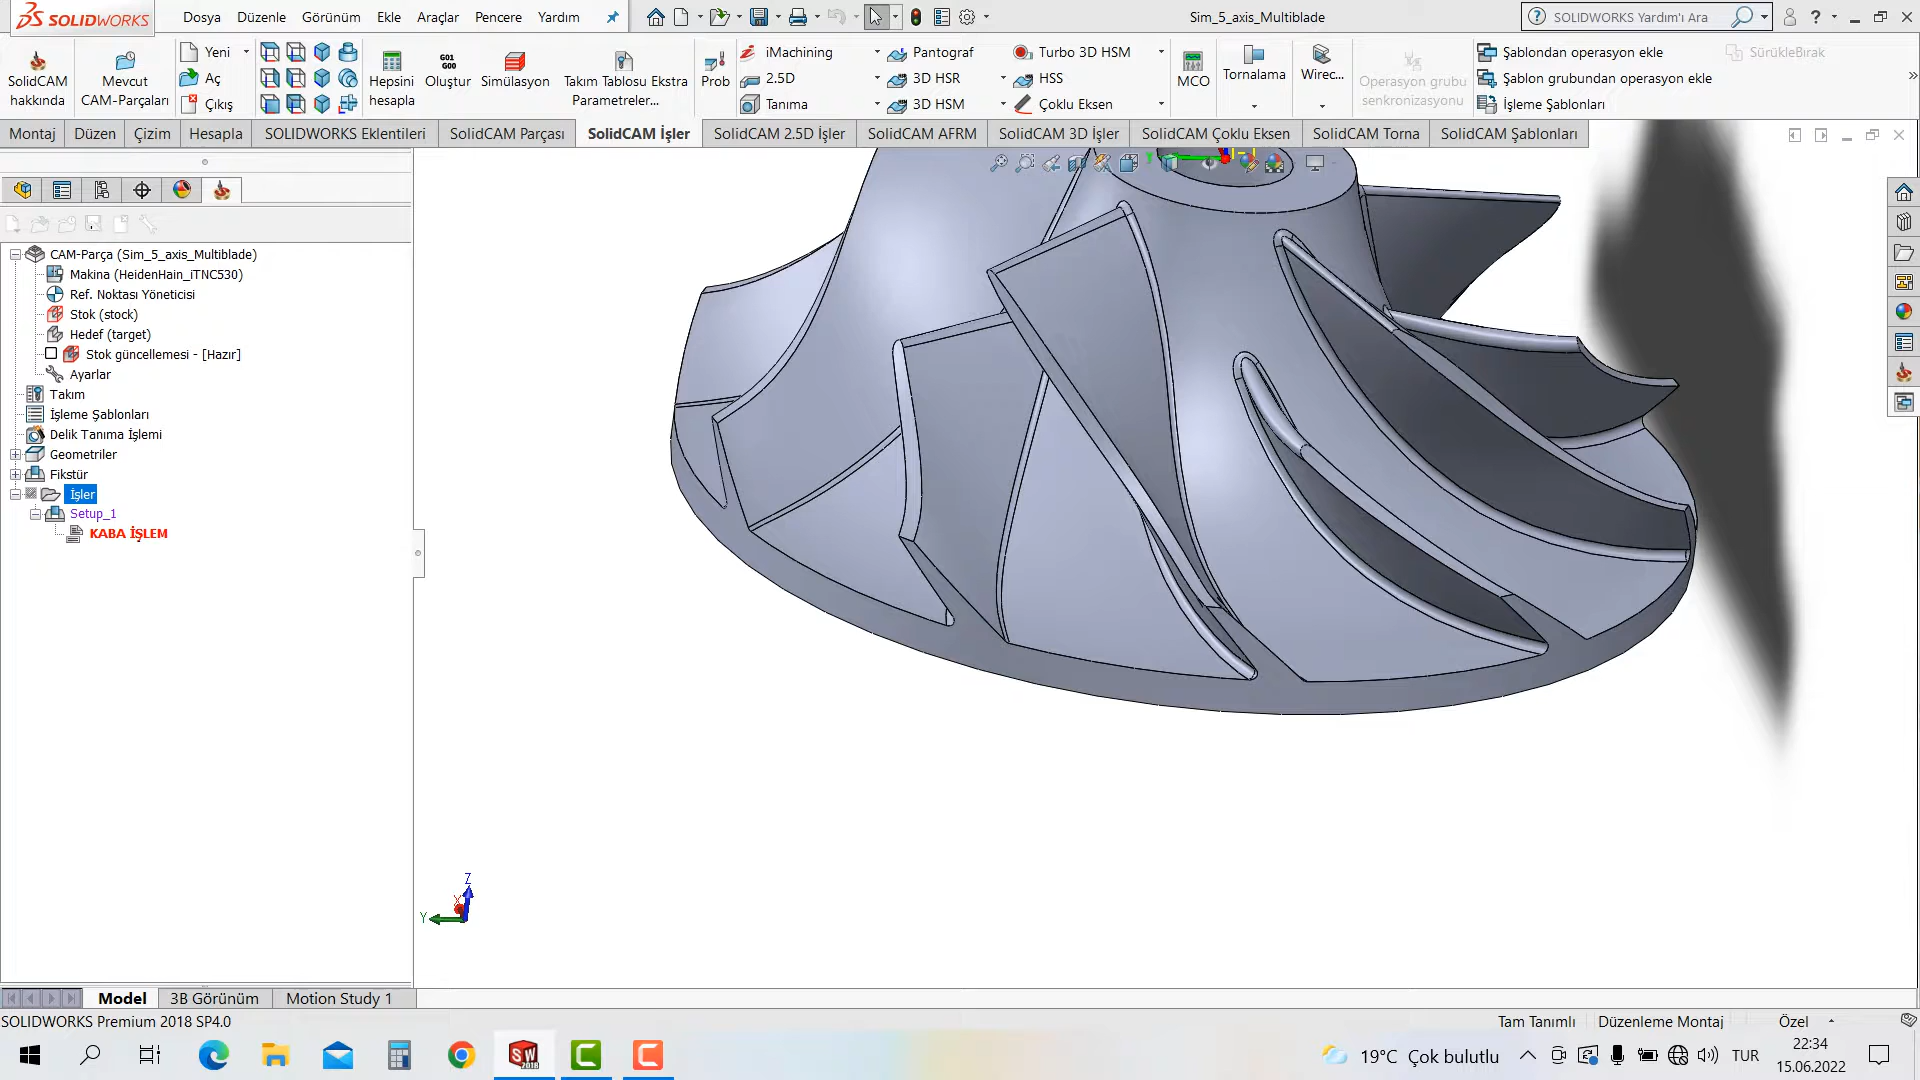 SOLIDWORKS
Dosya Düzenle Görünüm Ekle Araçlar Pencere Yardım
Sim_5_axis_Multiblade
SOLIDWORKS Yardım'ı Ara
SolidCAM hakkında
Mevcut CAM-Parçaları
Yeni
Aç
Çıkış
Hepsini hesapla
G01
G00
Oluştur
Simülasyon
Takım Tablosu Ekstra Parametreler...
Prob
iMachining
2.5D
Tanıma
Pantograf
3D HSR
3D HSM
Turbo 3D HSM
HSS
Çoklu Eksen
MCO
Tornalama
Wirec...
Operasyon grubu senkronizasyonu
Şablondan operasyon ekle
Şablon grubundan operasyon ekle
İşleme Şablonları
SürükleBırak
Montaj Düzen Çizim Hesapla SOLIDWORKS Eklentileri SolidCAM Parçası SolidCAM İşler SolidCAM 2.5D İşler SolidCAM AFRM SolidCAM 3D İşler SolidCAM Çoklu Eksen SolidCAM Torna SolidCAM Şablonları
CAM-Parça (Sim_5_axis_Multiblade)
Makina (HeidenHain_iTNC530)
Ref. Noktası Yöneticisi
Stok (stock)
Hedef (target)
Stok güncellemesi - [Hazır]
Ayarlar
Takım
İşleme Şablonları
Delik Tanıma İşlemi
Geometriler
Fikstür
İşler
Setup_1
KABA İŞLEM
Z
X
Y
Model 3B Görünüm Motion Study 1
SOLIDWORKS Premium 2018 SP4.0
Tam Tanımlı Düzenleme Montaj Özel
19°C Çok bulutlu
TUR
22:34
15.06.2022